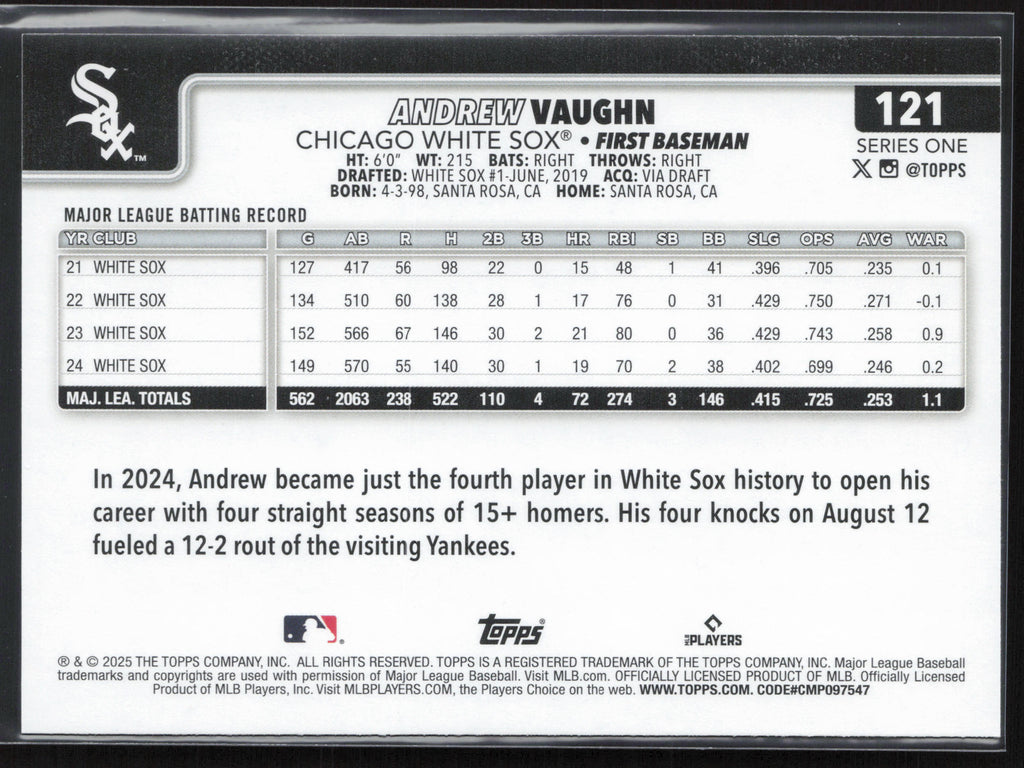 Sox
TM
ANDREW VAUGHN
CHICAGO WHITE SOX® • FIRST BASEMAN
HT: 6'0" WT: 215 BATS: RIGHT THROWS: RIGHT
DRAFTED: WHITE SOX #1-JUNE, 2019 ACQ: VIA DRAFT
BORN: 4-3-98, SANTA ROSA, CA HOME: SANTA ROSA, CA
121
SERIES ONE
X @TOPPS
MAJOR LEAGUE BATTING RECORD
YR CLUB G AB R H 2B 3B HR RBI SB BB SLG OPS AVG WAR
21 WHITE SOX 127 417 56 98 22 0 15 48 1 41 .396 .705 .235 0.1
22 WHITE SOX 134 510 60 138 28 1 17 76 0 31 .429 .750 .271 -0.1
23 WHITE SOX 152 566 67 146 30 2 21 80 0 36 .429 .743 .258 0.9
24 WHITE SOX 149 570 55 140 30 1 19 70 2 38 .402 .699 .246 0.2
MAJ. LEA. TOTALS 562 2063 238 522 110 4 72 274 3 146 .415 .725 .253 1.1
In 2024, Andrew became just the fourth player in White Sox history to open his
career with four straight seasons of 15+ homers. His four knocks on August 12
fueled a 12-2 rout of the visiting Yankees.
Topps®
MLB PLAYERS
® & © 2025 THE TOPPS COMPANY, INC. ALL RIGHTS RESERVED. TOPPS IS A REGISTERED TRADEMARK OF THE TOPPS COMPANY, INC. Major League Baseball
trademarks and copyrights are used with permission of Major League Baseball. Visit MLB.com. OFFICIALLY LICENSED PRODUCT OF MLB. Officially Licensed
Product of MLB Players, Inc. Visit MLBPLAYERS.COM, the Players Choice on the web. WWW.TOPPS.COM. CODE#CMP097547